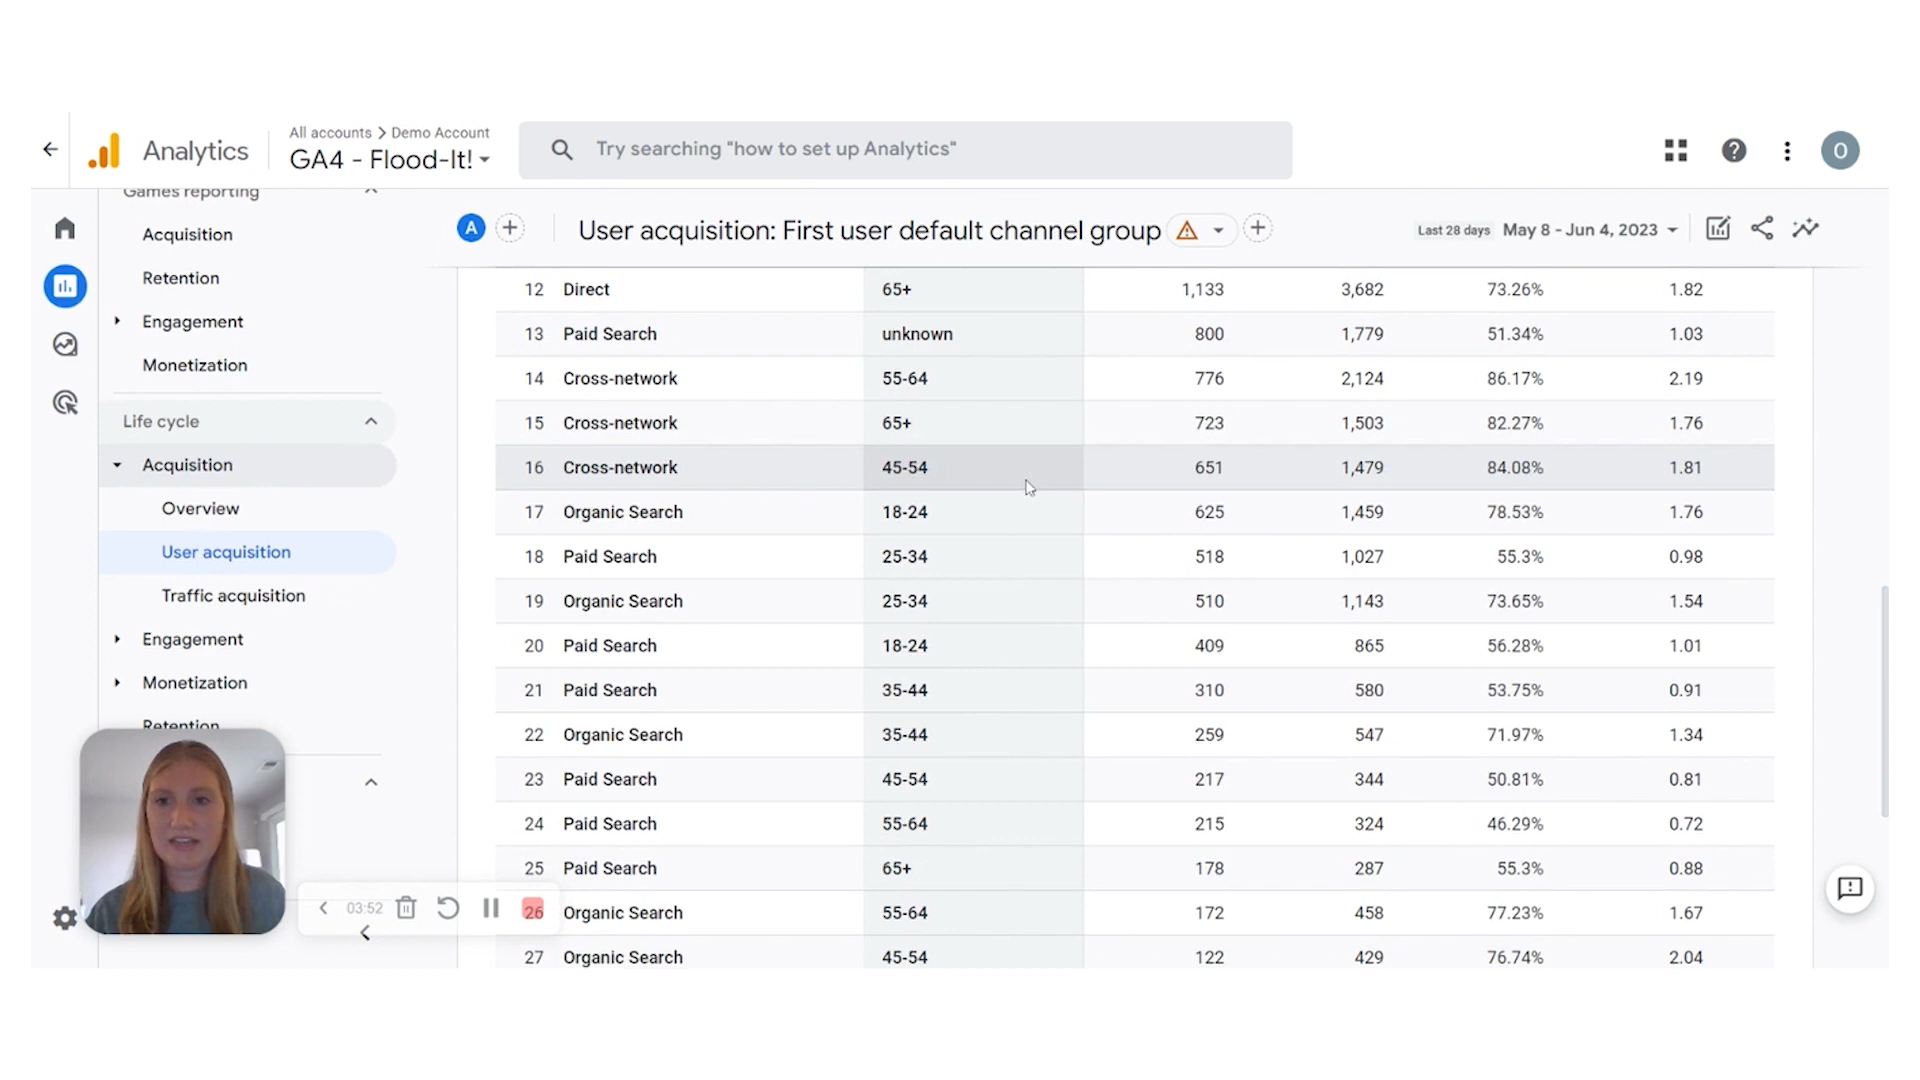 All accounts > Demo Account
Analytics
GA4 - Flood-It!
Try searching "how to set up Analytics"
O
Games reporting
Acquisition
Retention
Engagement
Monetization
Life cycle
Acquisition
Overview
User acquisition
Traffic acquisition
Engagement
Monetization
Retention
03:52
A
User acquisition: First user default channel group
Last 28 days May 8 - Jun 4, 2023
12 Direct 65+ 1,133 3,682 73.26% 1.82
13 Paid Search unknown 800 1,779 51.34% 1.03
14 Cross-network 55-64 776 2,124 86.17% 2.19
15 Cross-network 65+ 723 1,503 82.27% 1.76
16 Cross-network 45-54 651 1,479 84.08% 1.81
17 Organic Search 18-24 625 1,459 78.53% 1.76
18 Paid Search 25-34 518 1,027 55.3% 0.98
19 Organic Search 25-34 510 1,143 73.65% 1.54
20 Paid Search 18-24 409 865 56.28% 1.01
21 Paid Search 35-44 310 580 53.75% 0.91
22 Organic Search 35-44 259 547 71.97% 1.34
23 Paid Search 45-54 217 344 50.81% 0.81
24 Paid Search 55-64 215 324 46.29% 0.72
25 Paid Search 65+ 178 287 55.3% 0.88
26 Organic Search 55-64 172 458 77.23% 1.67
27 Organic Search 45-54 122 429 76.74% 2.04